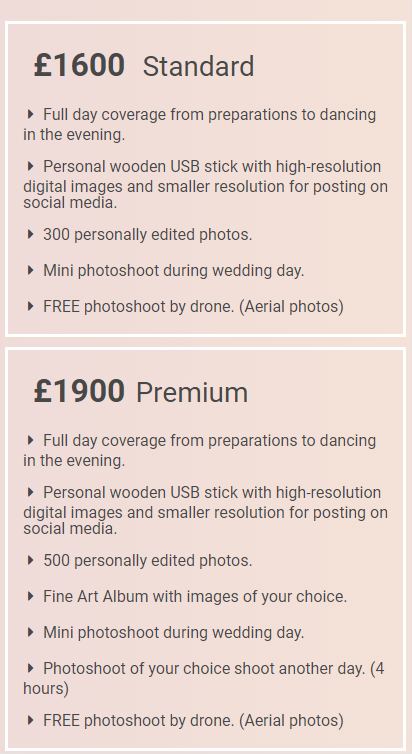 £1600 Standard
Full day coverage from preparations to dancing
in the evening.
Personal wooden USB stick with high-resolution
digital images and smaller resolution for posting on
social media.
300 personally edited photos.
Mini photoshoot during wedding day.
FREE photoshoot by drone. (Aerial photos)
£1900 Premium
Full day coverage from preparations to dancing
in the evening.
Personal wooden USB stick with high-resolution
digital images and smaller resolution for posting on
social media.
500 personally edited photos.
Fine Art Album with images of your choice.
Mini photoshoot during wedding day.
Photoshoot of your choice shoot another day. (4
hours)
FREE photoshoot by drone. (Aerial photos)